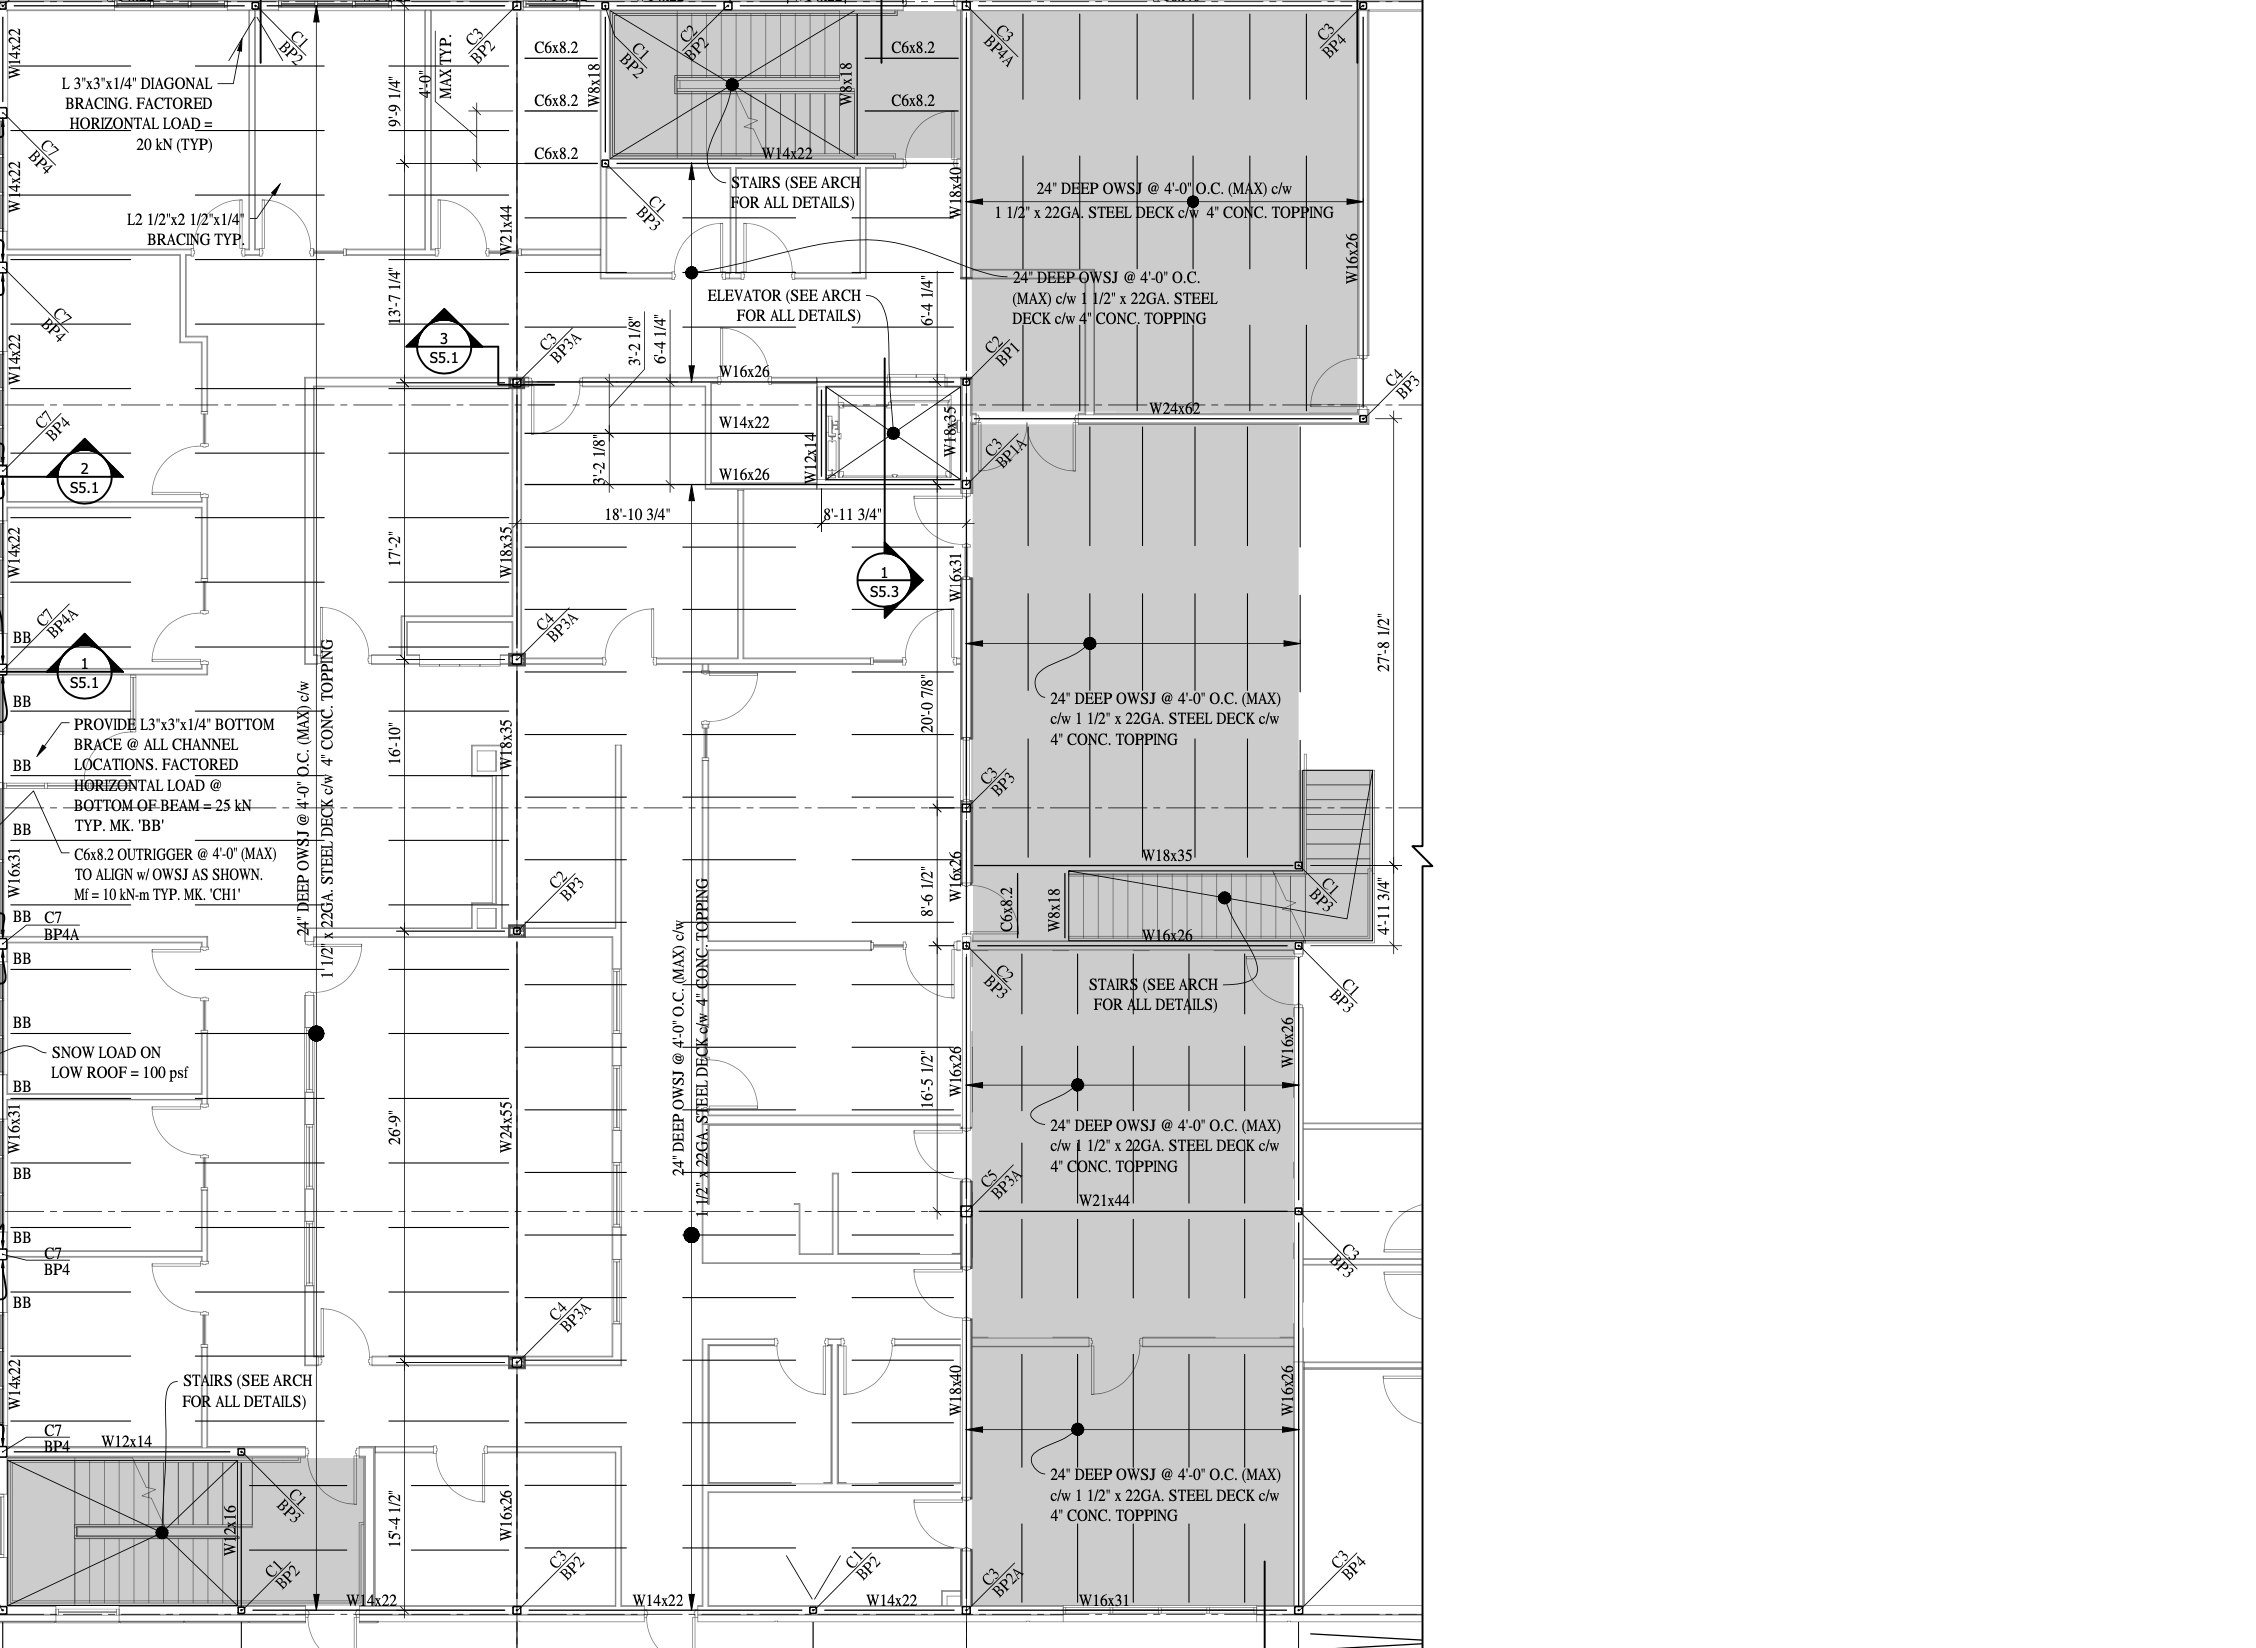 W14x22
C1
BP2
L 3"x3"x1/4" DIAGONAL
BRACING. FACTORED
HORIZONTAL LOAD =
20 kN (TYP)
9'-9 1/4"
4'-0"
MAX TYP.
C3
BP2
C6x8.2
C6x8.2
C6x8.2
W8x18
C1
BP2
C2
BP2
W8x18
C6x8.2
C6x8.2
C3
BP4A
C3
BP4
C7
BP4
W14x22
L2 1/2"x2 1/2"x1/4"
BRACING TYP.
W21x44
W14x22
STAIRS (SEE ARCH
FOR ALL DETAILS)
C1
BP3
W18x40
24" DEEP OWSJ @ 4'-0" O.C. (MAX) c/w
1 1/2" x 22GA. STEEL DECK c/w 4" CONC. TOPPING
W16x26
C7
BP4
13'-7 1/4"
ELEVATOR (SEE ARCH
FOR ALL DETAILS)
6'-4 1/4"
24" DEEP OWSJ @ 4'-0" O.C.
(MAX) c/w 1 1/2" x 22GA. STEEL
DECK c/w 4" CONC. TOPPING
W14x22
3
S5.1
C3
BP3A
3'-2 1/8"
6'-4 1/4"
W16x26
C2
BP1
C4
BP3
W24x62
C7
BP4
2
S5.1
3'-2 1/8"
W14x22
W16x26
W12x14
W18x35
C3
BP1A
18'-10 3/4"
8'-11 3/4"
W14x22
17'-2"
W18x35
1
S5.3
W16x31
C7
BP4A
BB
1
S5.1
BB
C4
BP3A
27'-8 1/2"
24" DEEP OWSJ @ 4'-0" O.C. (MAX)
c/w 1 1/2" x 22GA. STEEL DECK c/w
4" CONC. TOPPING
PROVIDE L3"x3"x1/4" BOTTOM
BRACE @ ALL CHANNEL
LOCATIONS. FACTORED
HORIZONTAL LOAD @
BOTTOM OF BEAM = 25 kN
TYP. MK. 'BB'
BB
BB
24" DEEP OWSJ @ 4'-0" O.C. (MAX) c/w
1 1/2" x 22GA. STEEL DECK c/w 4" CONC. TOPPING
16'-10"
W18x35
20'-0 7/8"
C3
BP3
W16x31
C6x8.2 OUTRIGGER @ 4'-0" (MAX)
TO ALIGN w/ OWSJ AS SHOWN.
Mf = 10 kN-m TYP. MK. 'CH1'
BB
C7
BP4A
C2
BP3
8'-6 1/2"
W16x26
W18x35
C6x8.2
W8x18
C1
BP3
4'-11 3/4"
W16x26
BB
C2
BP3
STAIRS (SEE ARCH
FOR ALL DETAILS)
C1
BP3
BB
SNOW LOAD ON
LOW ROOF = 100 psf
BB
24" DEEP OWSJ @ 4'-0" O.C. (MAX) c/w
1 1/2" x 22GA. STEEL DECK c/w 4" CONC. TOPPING
16'-5 1/2"
W16x26
W16x26
24" DEEP OWSJ @ 4'-0" O.C. (MAX)
c/w 1 1/2" x 22GA. STEEL DECK c/w
4" CONC. TOPPING
W16x31
26'-9"
W24x55
BB
C5
BP3A
W21x44
BB
C7
BP4
C3
BP3
BB
C4
BP3A
W14x22
STAIRS (SEE ARCH
FOR ALL DETAILS)
W18x40
W16x26
C7
BP4
W12x14
24" DEEP OWSJ @ 4'-0" O.C. (MAX)
c/w 1 1/2" x 22GA. STEEL DECK c/w
4" CONC. TOPPING
C1
BP3
W12x16
15'-4 1/2"
W16x26
C1
BP2
W14x22
C3
BP2
W14x22
C1
BP2
W14x22
C3
BP2A
W16x31
C3
BP4